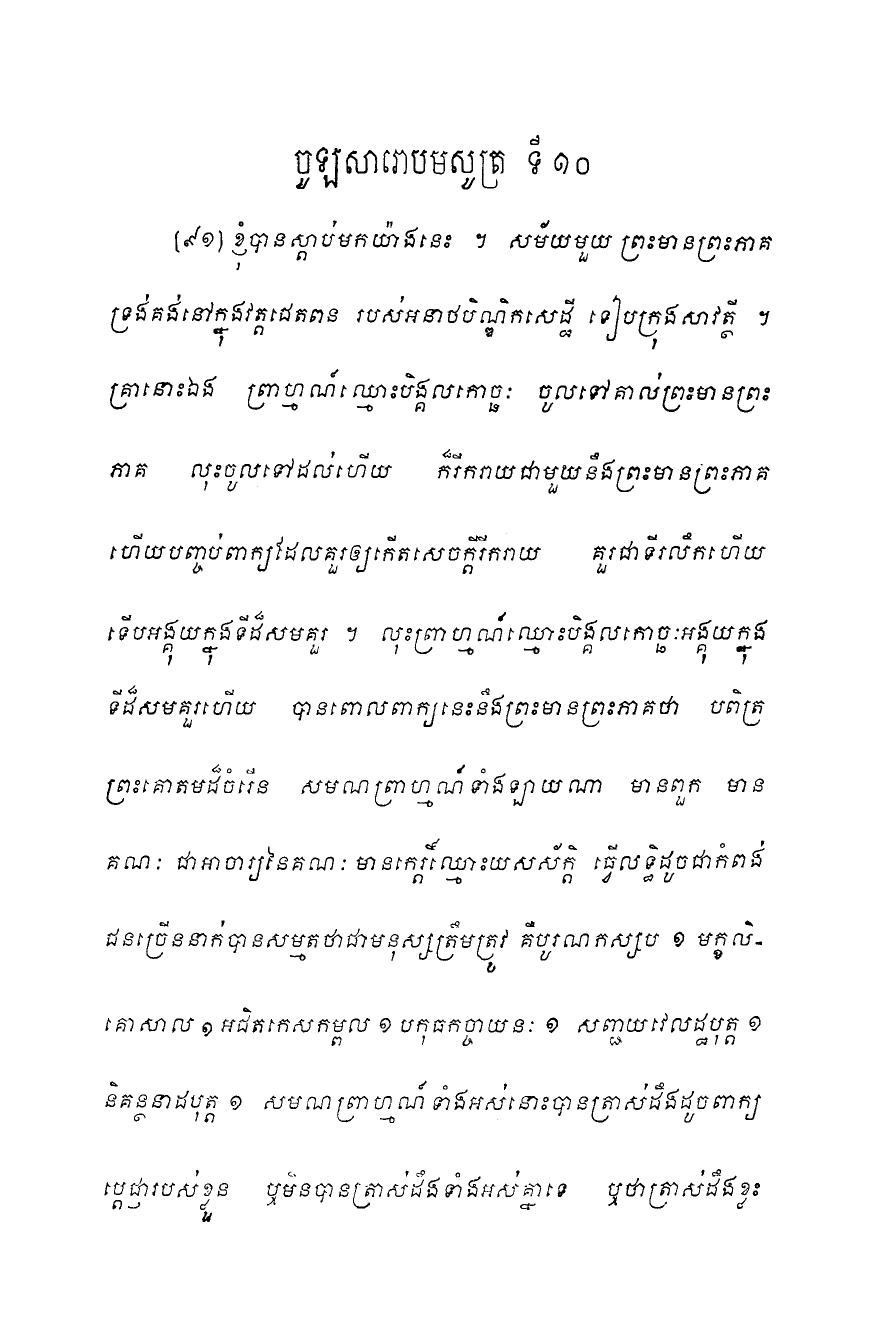 ចូឡសារោបមសូត្រ ទី ១០
(៩១) ខ្ញុំបានស្តាប់មកយ៉ាងនេះ ។ សម័យមួយ ព្រះមានព្រះភាគ
ទ្រង់គង់នៅក្នុងវត្តជេតពន របស់អនាថបិណ្ឌិកសេដ្ឋី ទៀបក្រុងសាវត្ថី ។
គ្រានោះឯង ព្រាហ្មណ៍ឈ្មោះបិង្គលកោច្ឆៈ ចូលទៅគាល់ព្រះមានព្រះ
ភាគ លុះចូលទៅដល់ហើយ ក៏រីករាយជាមួយនឹងព្រះមានព្រះភាគ
ហើយបញ្ចប់ពាក្យដែលគួរឲ្យកើតសេចក្តីរីករាយ គួរជាទីរលឹកហើយ
ទើបអង្គុយក្នុងទីដ៏សមគួរ ។ លុះព្រាហ្មណ៍ឈ្មោះបិង្គលកោច្ឆៈអង្គុយក្នុង
ទីដ៏សមគួរហើយ បានពោលពាក្យនេះនឹងព្រះមានព្រះភាគថា បពិត្រ
ព្រះគោតមដ៏ចំរើន សមណព្រាហ្មណ៍ទាំងឡាយណា មានពួក មាន
គណៈ ជាអាចារ្យនៃគណៈ មានកេរ្តិ៍ឈ្មោះយសស័ក្តិ ធ្វើលទ្ធិដូចជាកំពង់
ជនច្រើននាក់បានសម្មតថាជាមនុស្សត្រឹមត្រូវ គឺបូរណកស្សប ១ មក្ខលិ-
គោសាល ១ អជិតកេសកម្ពល ១ បកុធកច្ចាយនៈ ១ សញ្ជយវេលដ្ឋបុត្ត ១
និគន្ថនាដបុត្ត ១ សមណព្រាហ្មណ៍ទាំងអស់នោះបានត្រាស់ដឹងដូចពាក្យ
ប្តេជ្ញារបស់ខ្លួន ឬមិនបានត្រាស់ដឹងទាំងអស់គ្នាទេ ឬថាត្រាស់ដឹងខ្លះ